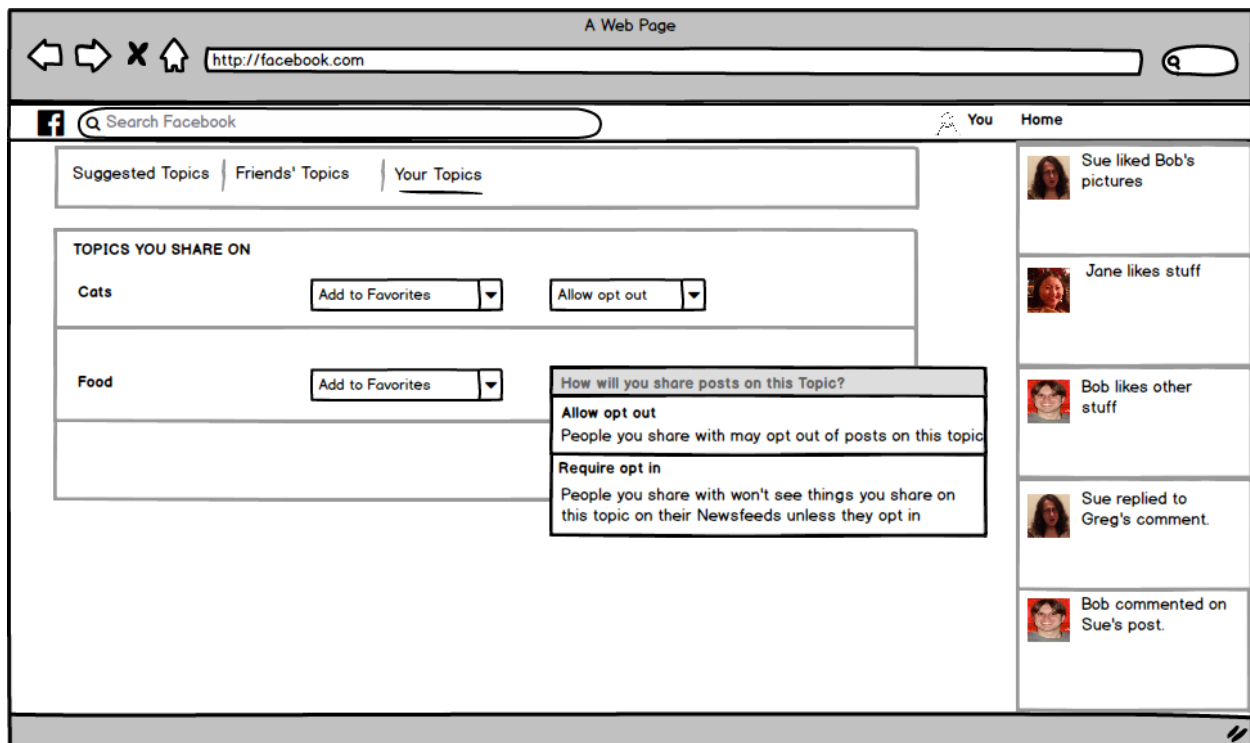 A Web Page
http://facebook.com
f
Search Facebook
You
Home
Suggested Topics
Friends' Topics
Your Topics
TOPICS YOU SHARE ON
Cats
Add to Favorites
Allow opt out
Food
Add to Favorites
How will you share posts on this Topic?
Allow opt out
People you share with may opt out of posts on this topic
Require opt in
People you share with won't see things you share on
this topic on their Newsfeeds unless they opt in
Sue liked Bob's
pictures
Jane likes stuff
Bob likes other
stuff
Sue replied to
Greg's comment.
Bob commented on
Sue's post.